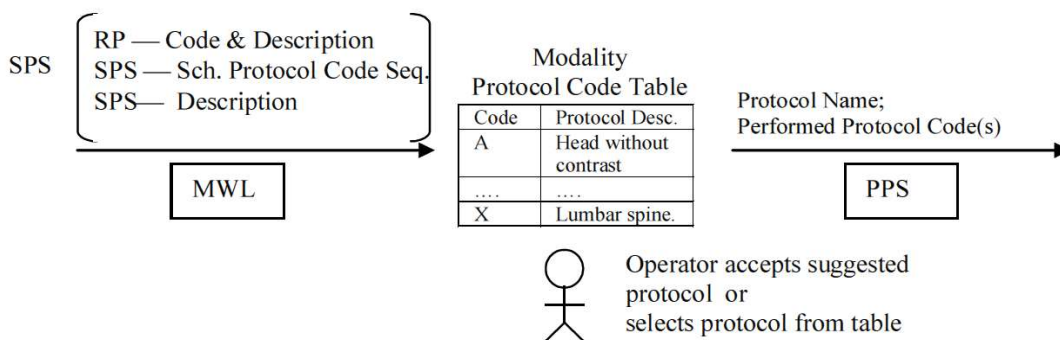 SPS
RP — Code & Description
SPS — Sch. Protocol Code Seq.
SPS— Description
MWL
Modality
Protocol Code Table
Code Protocol Desc.
A Head without
contrast
.... ....
X Lumbar spine.
Protocol Name;
Performed Protocol Code(s)
PPS
Operator accepts suggested
protocol or
selects protocol from table